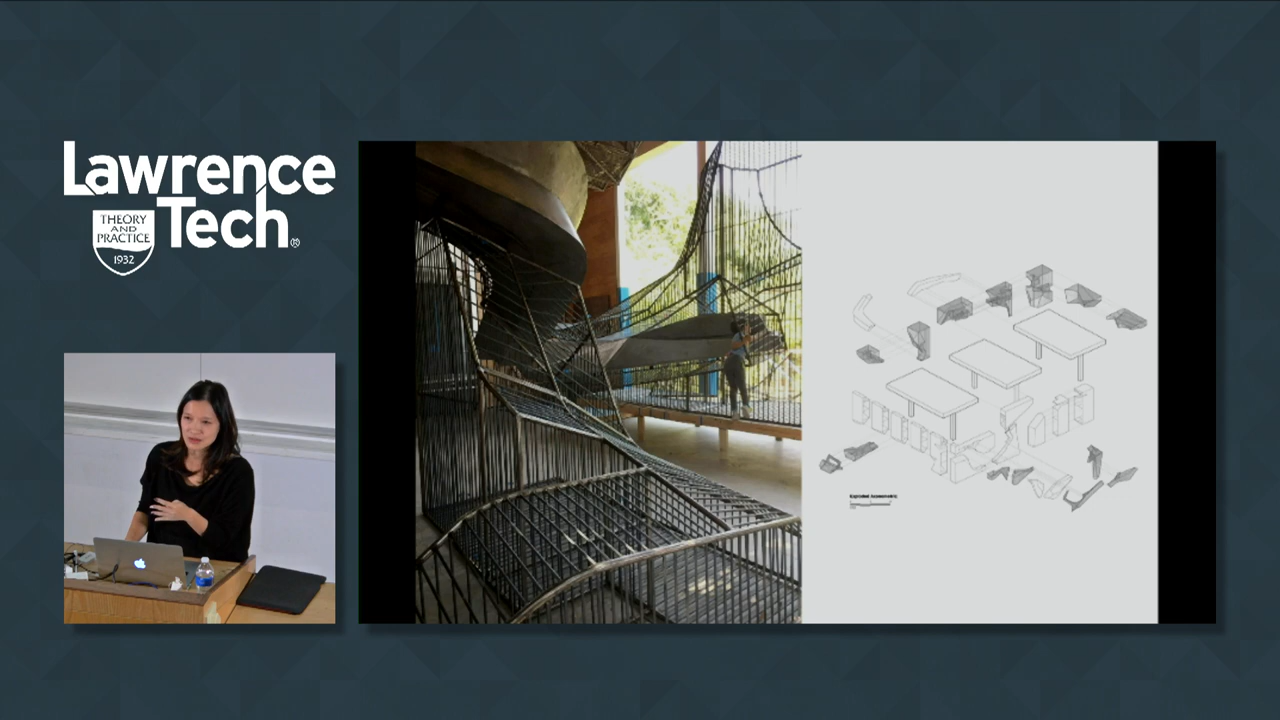 Lawrence
Tech®
THEORY
AND
PRACTICE
1932
Exploded Axonometric